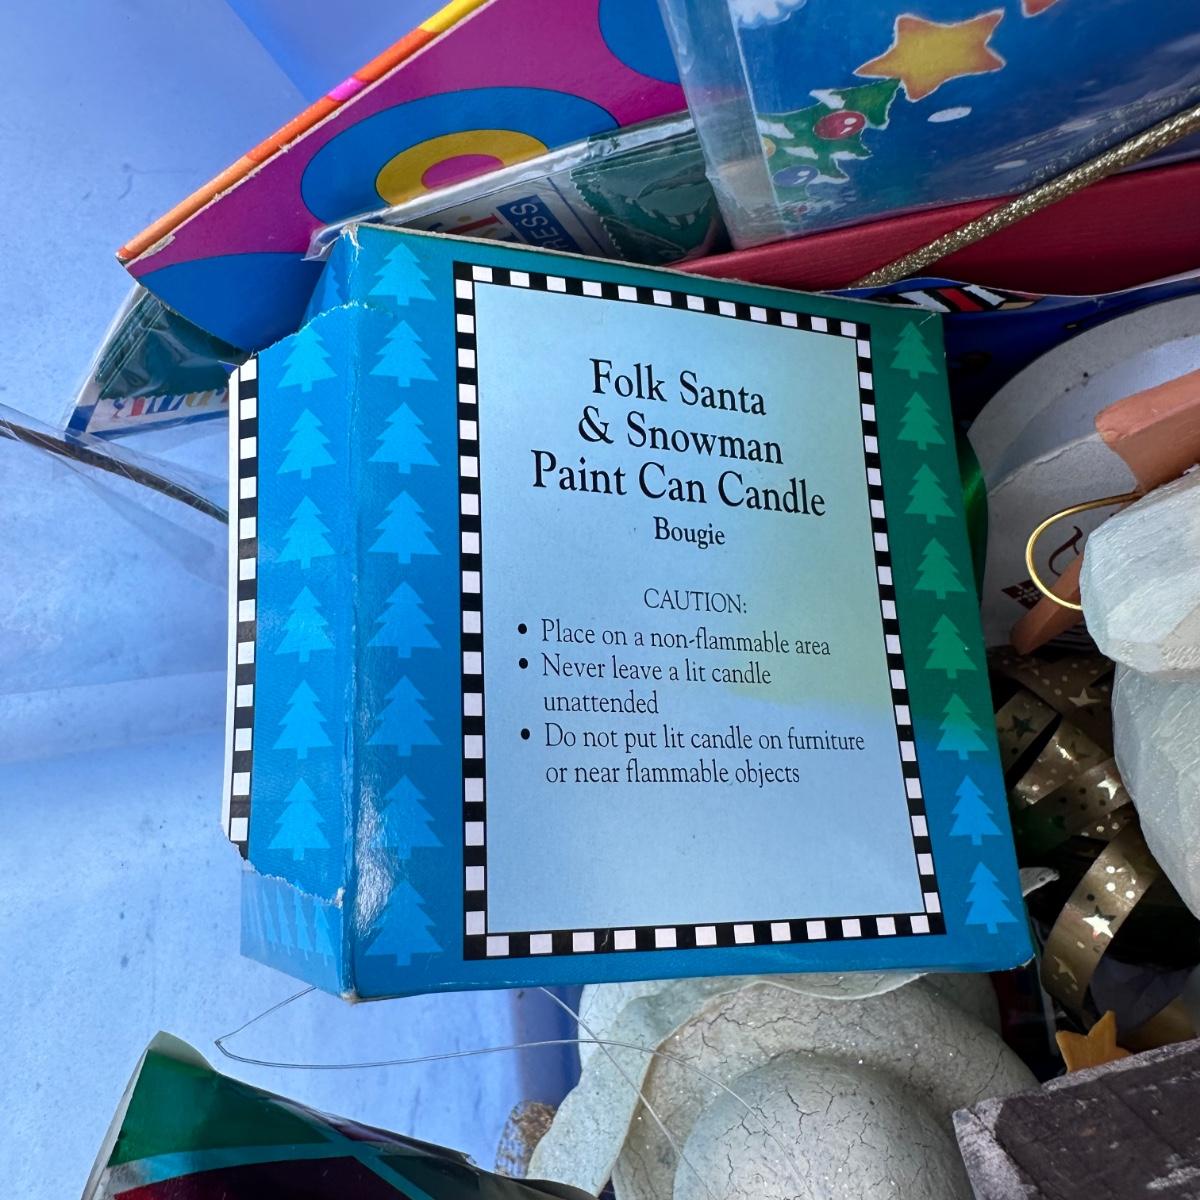 Folk Santa
& Snowman
Paint Can Candle
Bougie
CAUTION:
• Place on a non-flammable area
• Never leave a lit candle
unattended
• Do not put lit candle on furniture
or near flammable objects